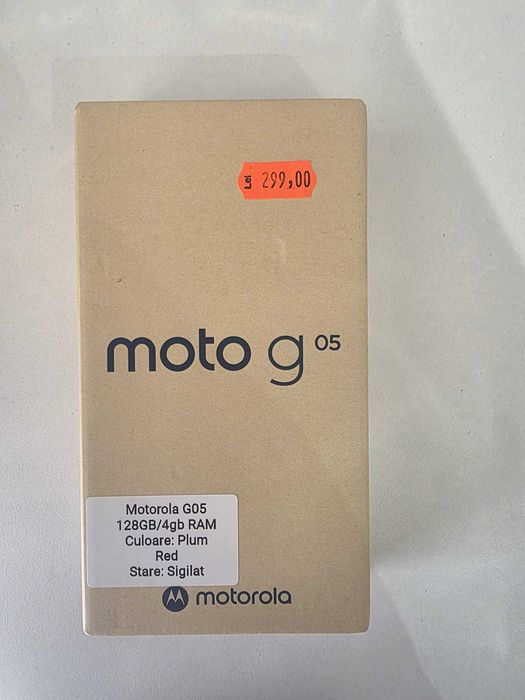 Lei 299,00
moto g 05
Motorola G05
128GB/4gb RAM
Culoare: Plum
Red
Stare: Sigilat
motorola